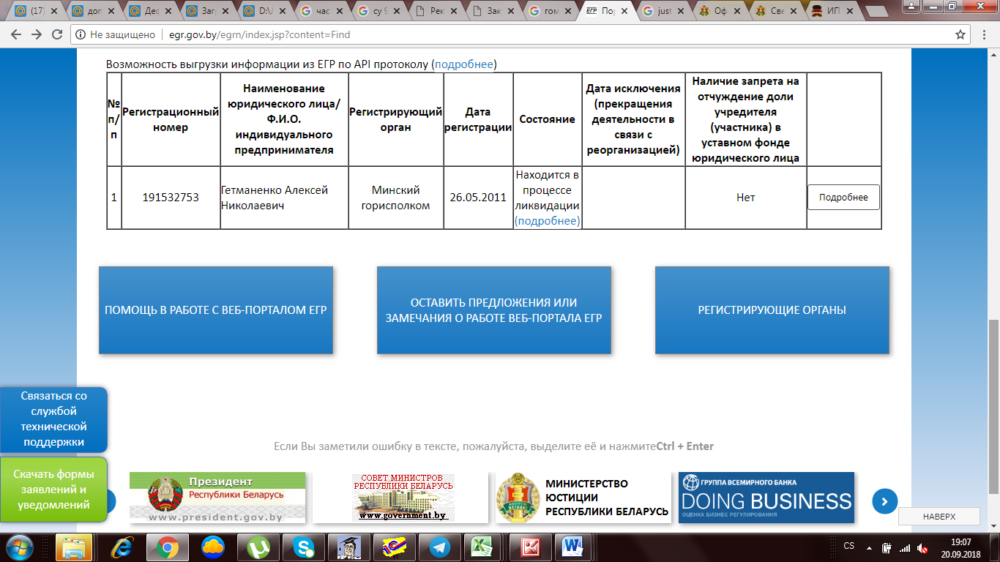 (17)
дог
Деф
Загр
D:\J
час
су 9
Рек
Зак
гом
ЕГР Пор
just
Оф
Све
ИП
Не защищено
egr.gov.by/egrn/index.jsp?content=Find
Возможность выгрузки информации из ЕГР по API протоколу (подробнее)
№
п/
п
Регистрационный
номер
Наименование
юридического лица/
Ф.И.О.
индивидуального
предпринимателя
Регистрирующий
орган
Дата
регистрации
Состояние
Дата исключения
(прекращения
деятельности в
связи с
реорганизацией)
Наличие запрета на
отчуждение доли
учредителя
(участника) в
уставном фонде
юридического лица
1
191532753
Гетманенко Алексей
Николаевич
Минский
горисполком
26.05.2011
Находится в
процессе
ликвидации
(подробнее)
Нет
Подробнее
ПОМОЩЬ В РАБОТЕ С ВЕБ-ПОРТАЛОМ ЕГР
ОСТАВИТЬ ПРЕДЛОЖЕНИЯ ИЛИ
ЗАМЕЧАНИЯ О РАБОТЕ ВЕБ-ПОРТАЛА ЕГР
РЕГИСТРИРУЮЩИЕ ОРГАНЫ
Связаться со
службой
технической
поддержки
Если Вы заметили ошибку в тексте, пожалуйста, выделите её и нажмитеCtrl + Enter
Скачать формы
заявлений и
уведомлений
Президент
Республики Беларусь
www.president.gov.by
СОВЕТ МИНИСТРОВ
РЕСПУБЛИКИ БЕЛАРУСЬ
www.government.by
МИНИСТЕРСТВО
ЮСТИЦИИ
РЕСПУБЛИКИ БЕЛАРУСЬ
ГРУППА ВСЕМИРНОГО БАНКА
DOING BUSINESS
ОЦЕНКА БИЗНЕС РЕГУЛИРОВАНИЯ
НАВЕРХ
CS
19:07
20.09.2018